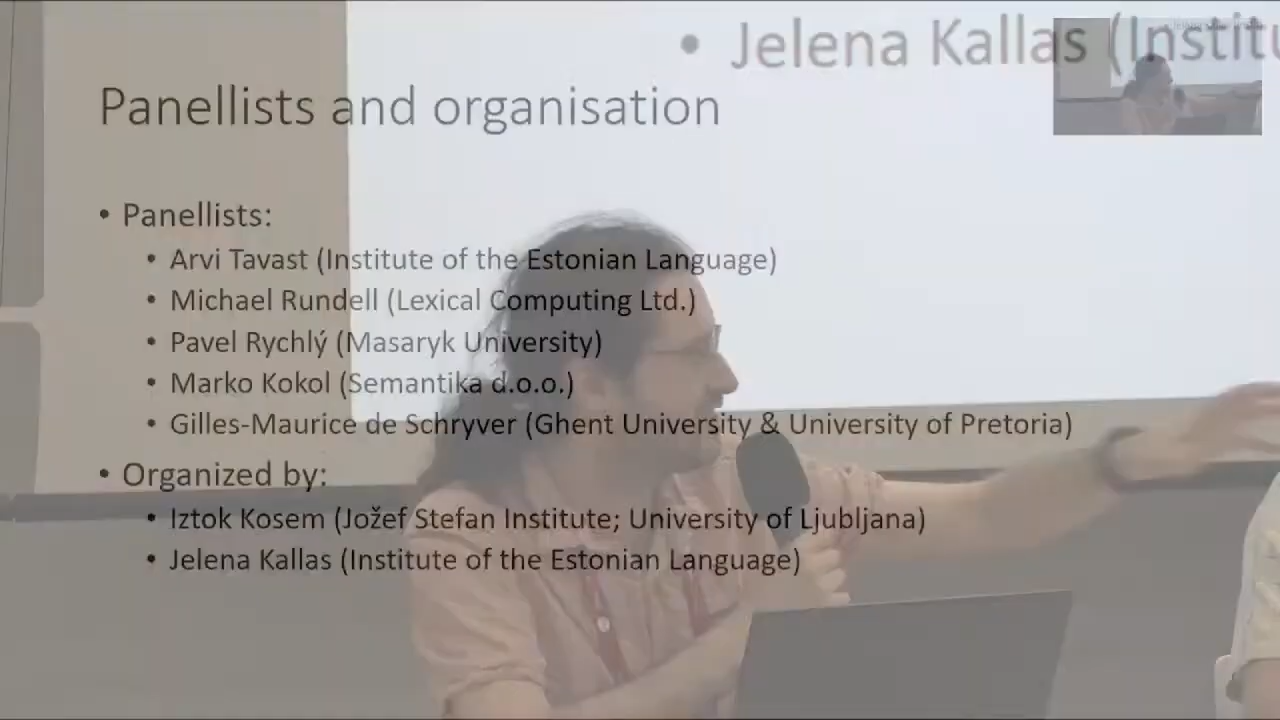 • Jelena Kallas (Institu
Panellists and organisation
• Panellists:
• Arvi Tavast (Institute of the Estonian Language)
• Michael Rundell (Lexical Computing Ltd.)
• Pavel Rychlý (Masaryk University)
• Marko Kokol (Semantika d.o.o.)
• Gilles-Maurice de Schryver (Ghent University & University of Pretoria)
• Organized by:
• Iztok Kosem (Jožef Stefan Institute; University of Ljubljana)
• Jelena Kallas (Institute of the Estonian Language)